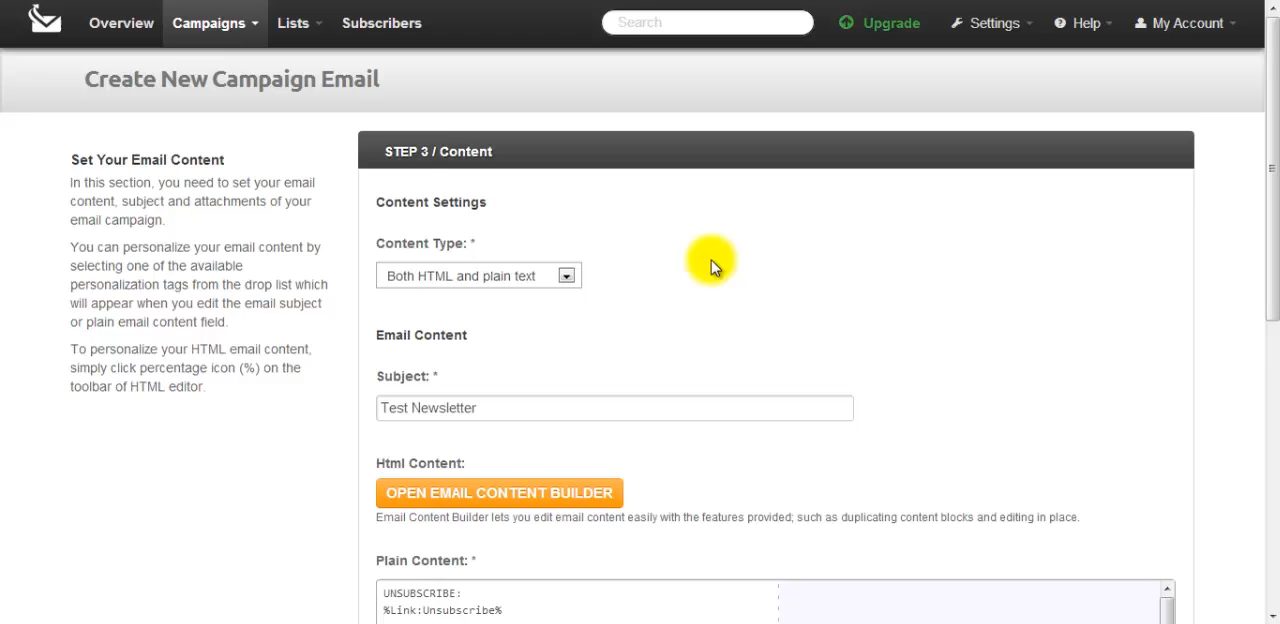 Overview
Campaigns
Lists
Subscribers
Search
Upgrade
Settings
Help
My Account
Create New Campaign Email
Set Your Email Content
In this section, you need to set your email
content, subject and attachments of your
email campaign.
You can personalize your email content by
selecting one of the available
personalization tags from the drop list which
will appear when you edit the email subject
or plain email content field.
To personalize your HTML email content,
simply click percentage icon (%) on the
toolbar of HTML editor.
STEP 3 / Content
Content Settings
Content Type: *
Both HTML and plain text
Email Content
Subject: *
Test Newsletter
Html Content:
OPEN EMAIL CONTENT BUILDER
Email Content Builder lets you edit email content easily with the features provided; such as duplicating content blocks and editing in place.
Plain Content: *
UNSUBSCRIBE:
%Link:Unsubscribe%